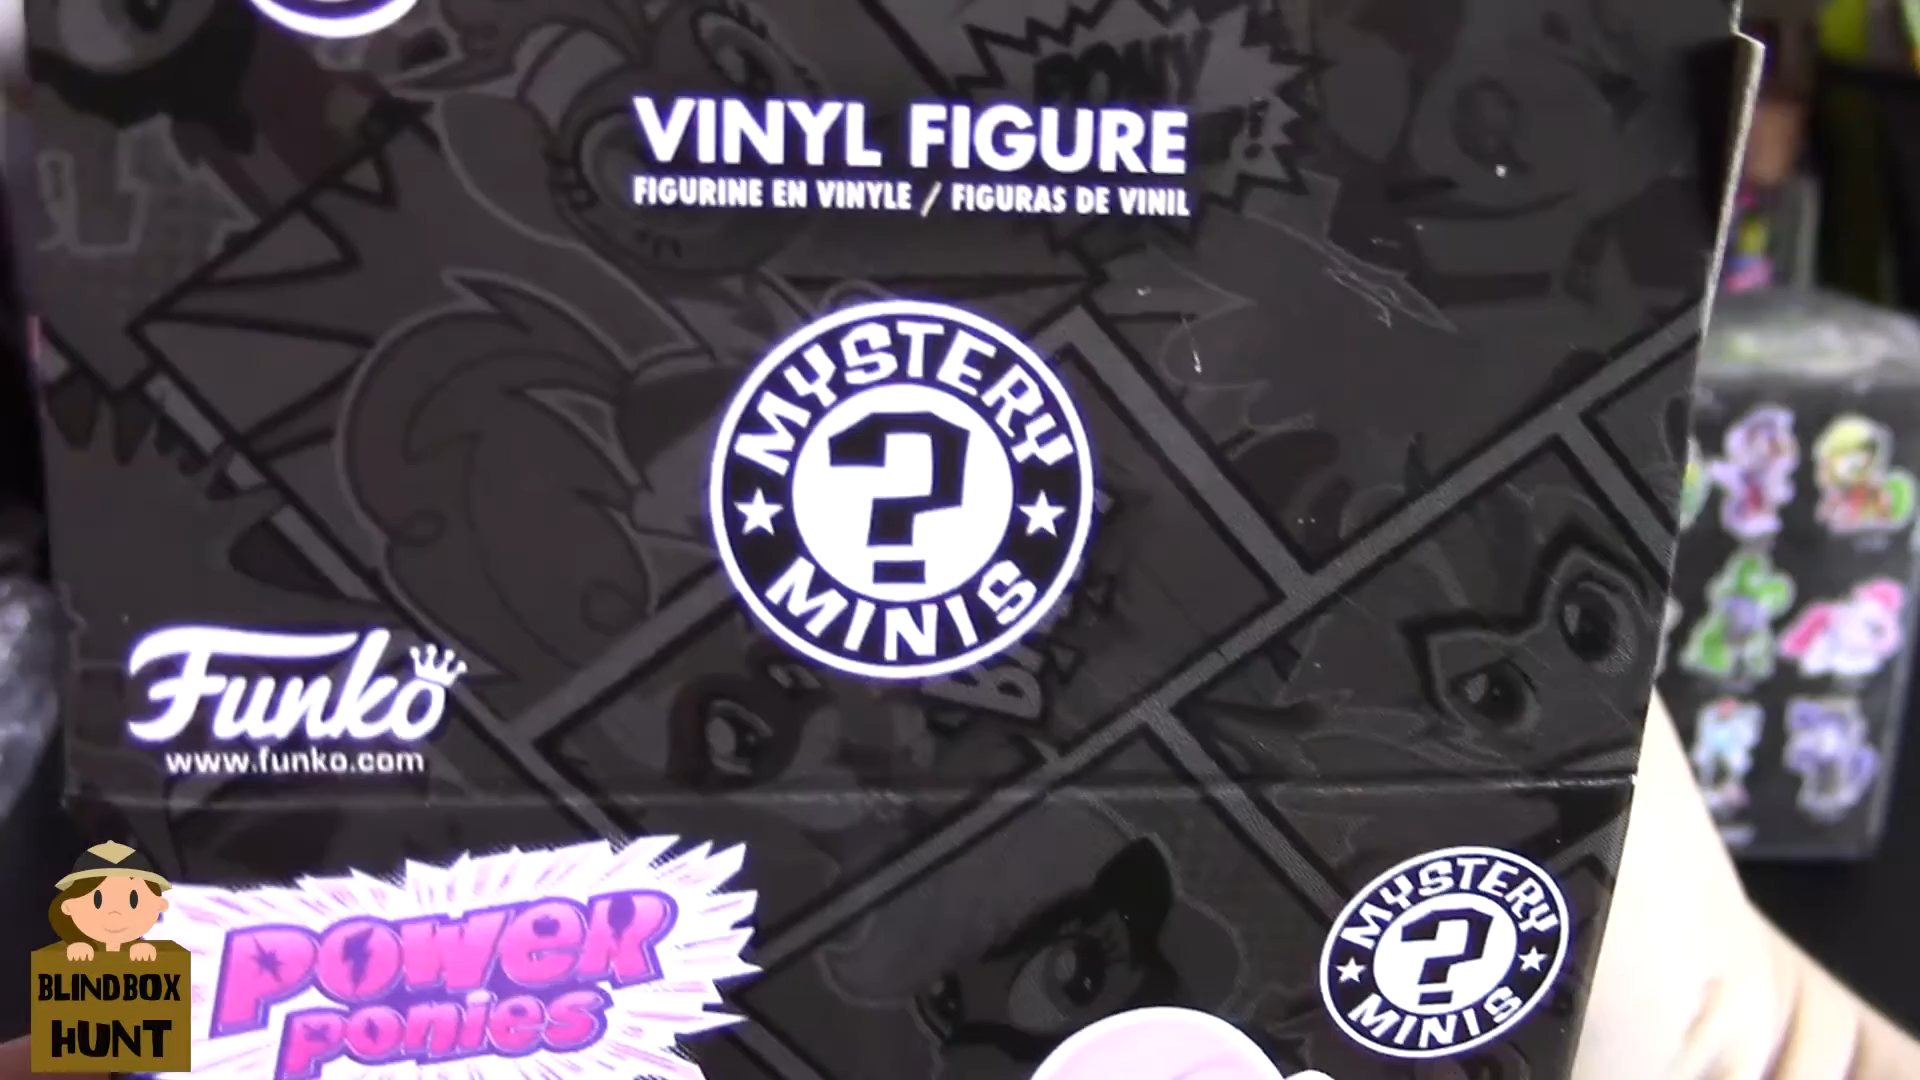 PONY
VINYL FIGURE
FIGURINE EN VINYLE / FIGURAS DE VINIL
MYSTERY
?
MINIS
Funko
www.funko.com
POWER
PONIES
MYSTERY
?
MINIS
BLINDBOX
HUNT